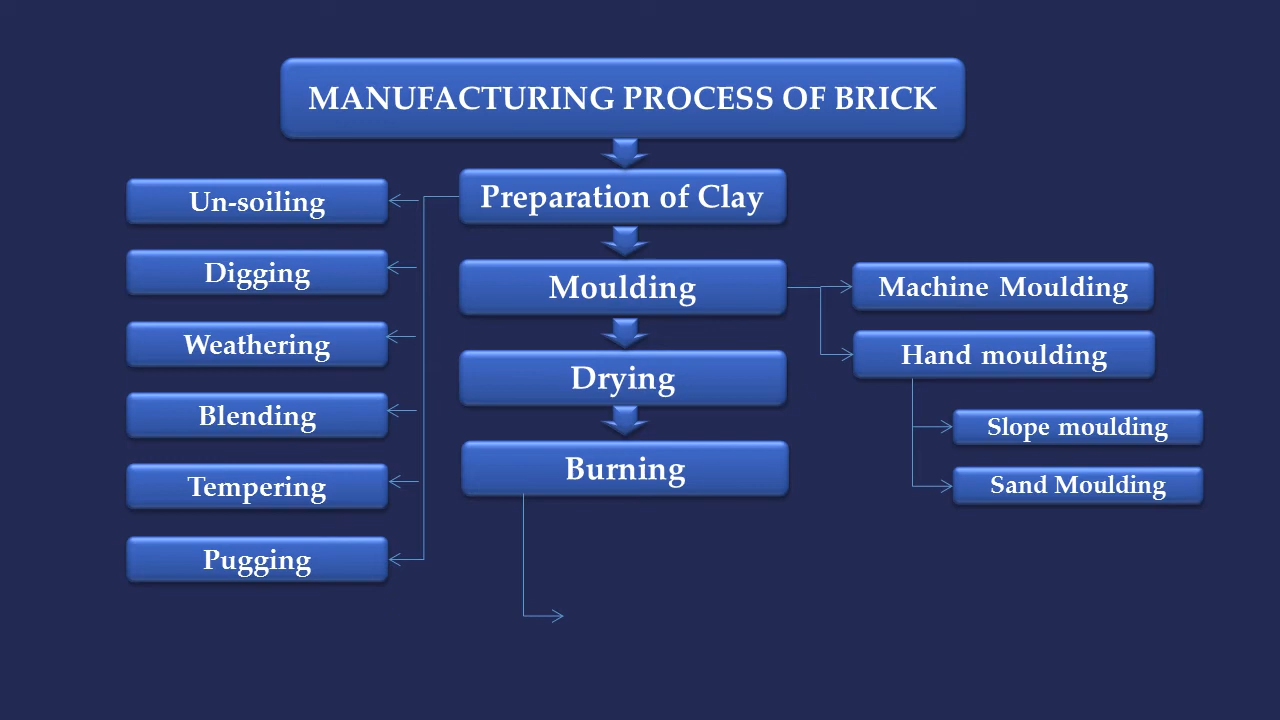 MANUFACTURING PROCESS OF BRICK
Preparation of Clay
Un-soiling
Digging
Weathering
Blending
Tempering
Pugging
Moulding
Machine Moulding
Hand moulding
Slope moulding
Sand Moulding
Drying
Burning